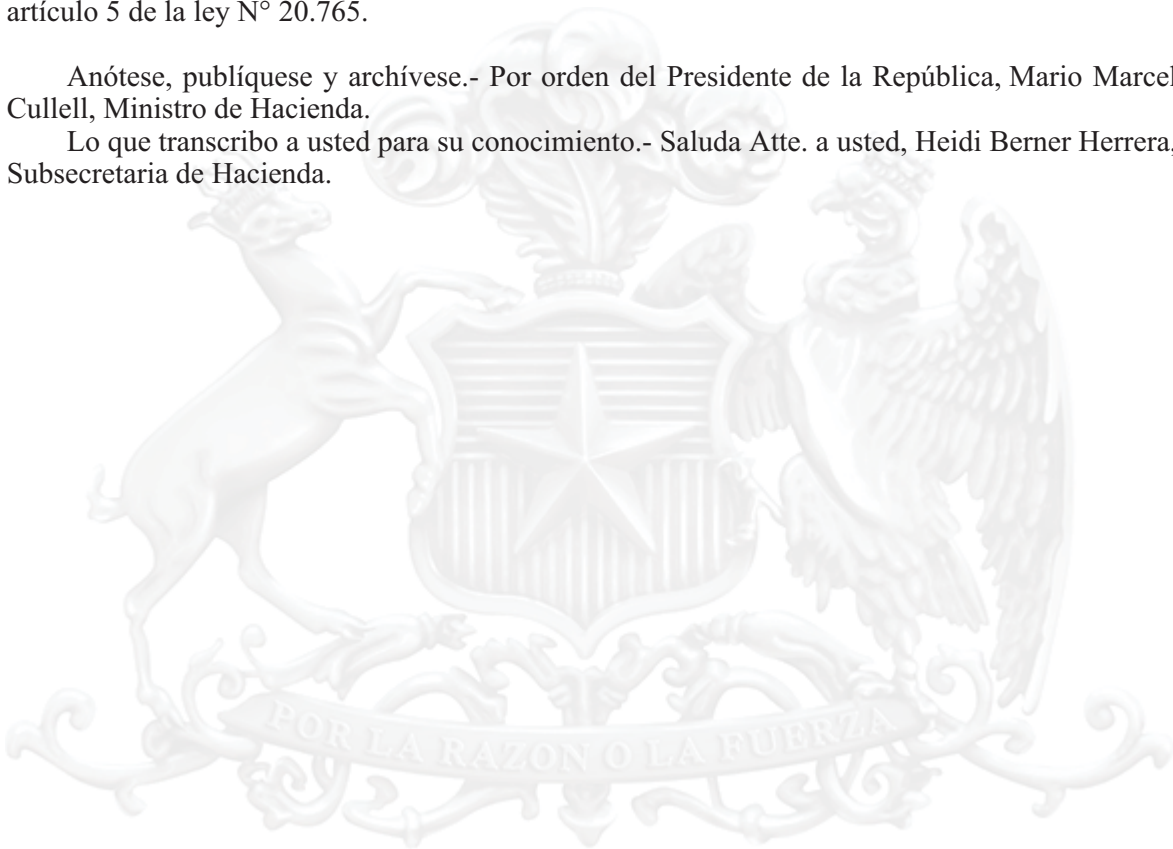 artículo 5 de la ley N° 20.765.
Anótese, publíquese y archívese.- Por orden del Presidente de la República, Mario Marcel
Cullell, Ministro de Hacienda.
Lo que transcribo a usted para su conocimiento.- Saluda Atte. a usted, Heidi Berner Herrera,
Subsecretaria de Hacienda.
POR LA RAZON O LA FUERZA